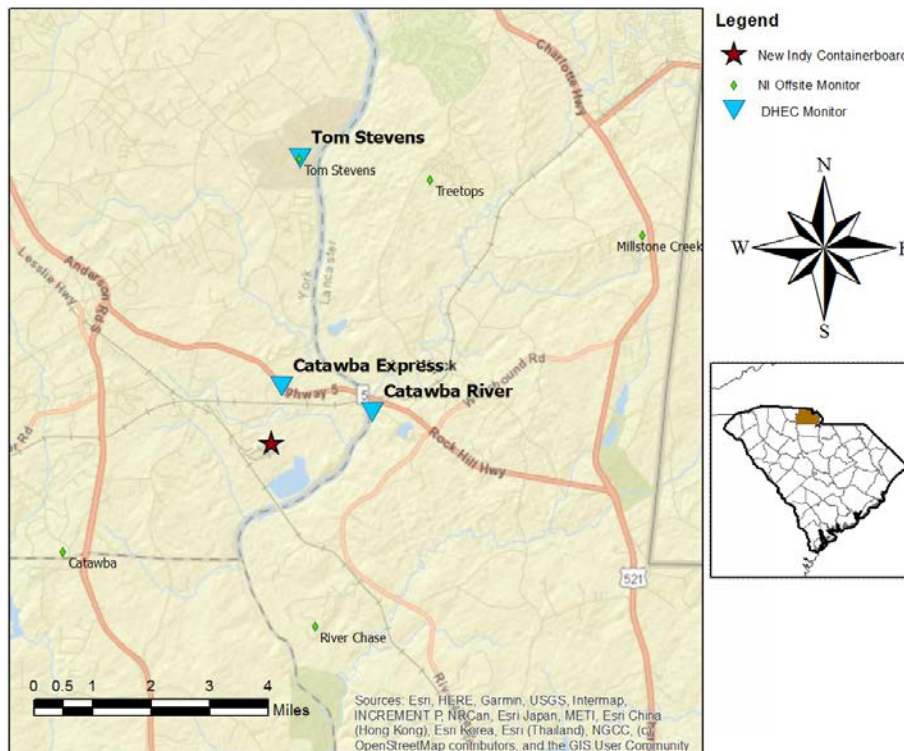 Legend
New Indy Containerboard
NI Offsite Monitor
DHEC Monitor
N
W
E
S
Charlotte Hwy
Tom Stevens
Tom Stevens
Treetops
Millstone Creek
York
Lancaster
Lesslie Hwy
Anderson Rd S
Catawba Express
ghway 5
5
Catawba River
Rock Hill Hwy
521
Catawba
River Chase
0 0.5 1 2 3 4
Miles
Sources: Esri, HERE, Garmin, USGS, Intermap,
INCREMENT P, NRCan, Esri Japan, METI, Esri China
(Hong Kong), Esri Korea, Esri (Thailand), NGCC, (c)
OpenStreetMap contributors, and the GIS User Community